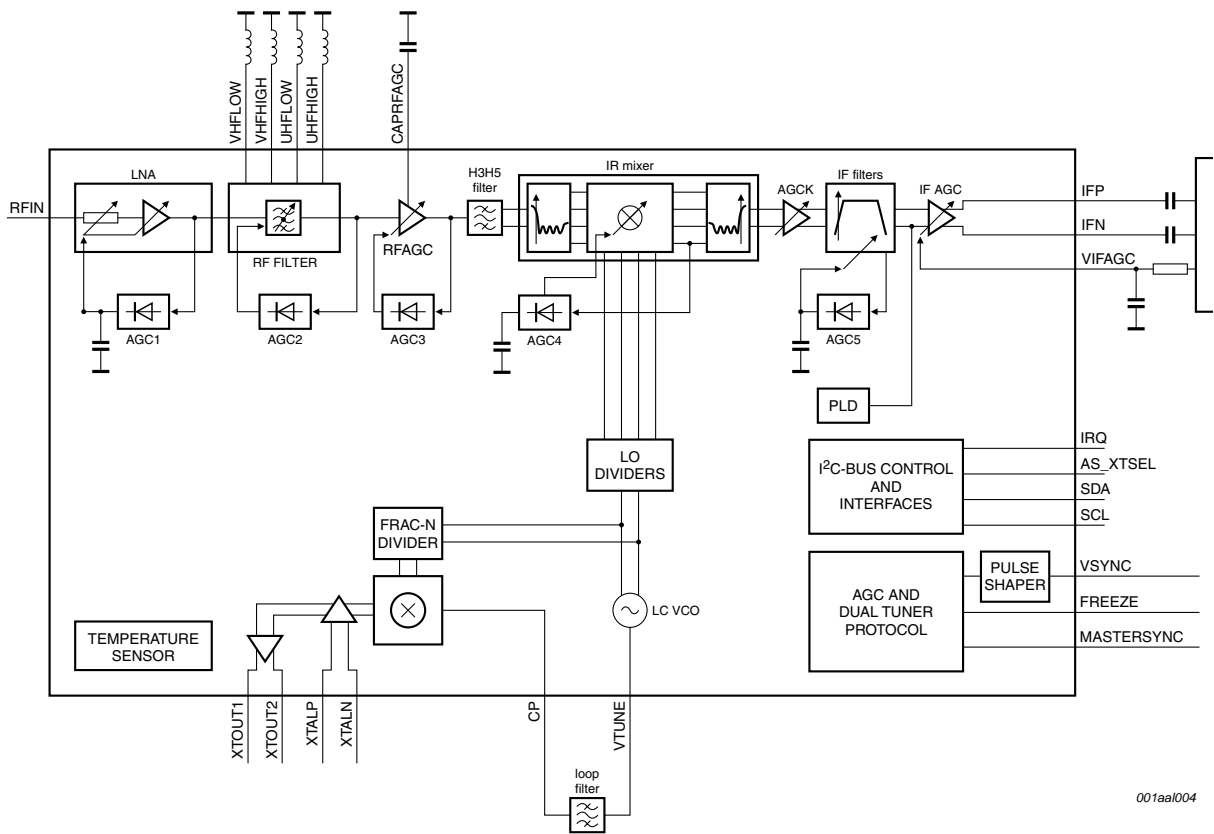 VHFLOW
VHFHIGH
UHFLOW
UHFHIGH
CAPRFAGC
RFIN
LNA
RF FILTER
RFAGC
H3H5
filter
IR mixer
AGCK
IF filters
IF AGC
IFP
IFN
VIFAGC
AGC1
AGC2
AGC3
AGC4
AGC5
PLD
LO
DIVIDERS
I²C-BUS CONTROL
AND
INTERFACES
IRQ
AS_XTSEL
SDA
SCL
FRAC-N
DIVIDER
LC VCO
AGC AND
DUAL TUNER
PROTOCOL
PULSE
SHAPER
VSYNC
FREEZE
MASTERSYNC
TEMPERATURE
SENSOR
XTOUT1
XTOUT2
XTALP
XTALN
CP
VTUNE
loop
filter
001aal004